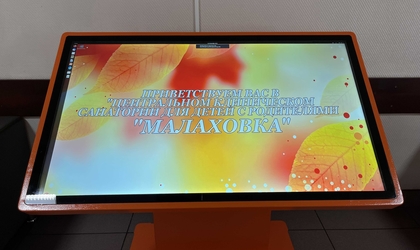 ПРИВЕТСТВУЕМ ВАС В
"ЦЕНТРАЛЬНОМ КЛИНИЧЕСКОМ
САНАТОРИИ ДЛЯ ДЕТЕЙ С РОДИТЕЛЯМИ
"МАЛАХОВКА"